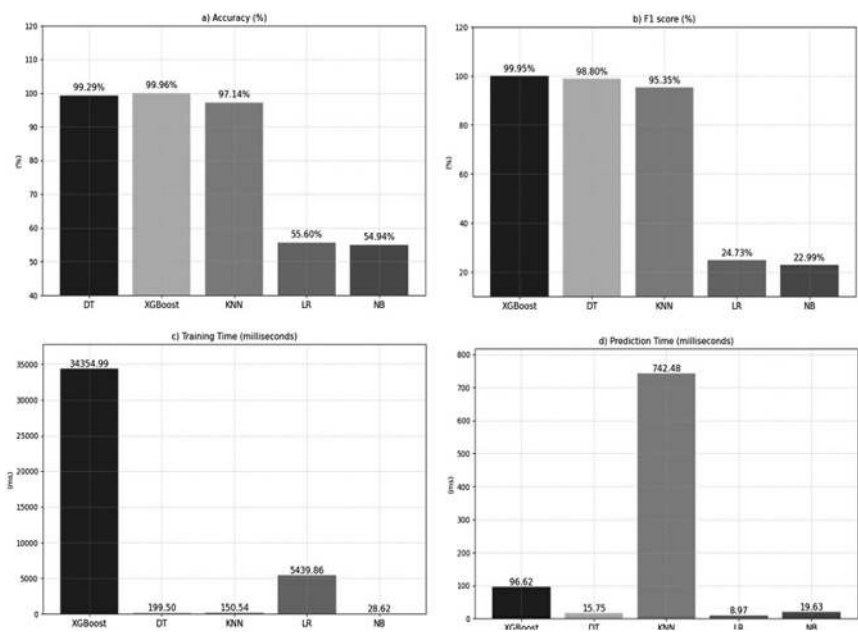 a) Accuracy (%)
120
110
100
90
80
70
60
50
40
(%)
99.29%
99.96%
97.14%
55.60%
54.94%
DT
XGBoost
KNN
LR
NB
b) F1 score (%)
120
100
80
60
40
20
(%)
99.95%
98.80%
95.35%
24.73%
22.99%
XGBoost
DT
KNN
LR
NB
c) Training Time (milliseconds)
35000
30000
25000
20000
15000
10000
5000
0
(ms)
34354.99
199.50
150.54
5439.86
28.62
XGBoost
DT
KNN
LR
NB
d) Prediction Time (milliseconds)
800
700
600
500
400
300
200
100
0
(ms)
96.62
15.75
742.48
8.97
19.63
XGBoost
DT
KNN
LR
NB